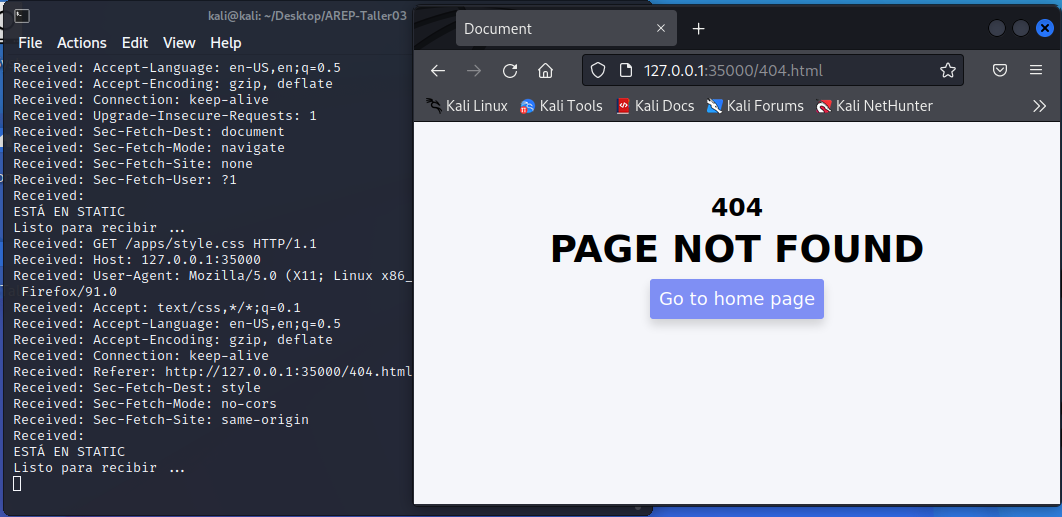 kali@kali: ~/Desktop/AREP-Taller03
File Actions Edit View Help
Received: Accept-Language: en-US,en;q=0.5
Received: Accept-Encoding: gzip, deflate
Received: Connection: keep-alive
Received: Upgrade-Insecure-Requests: 1
Received: Sec-Fetch-Dest: document
Received: Sec-Fetch-Mode: navigate
Received: Sec-Fetch-Site: none
Received: Sec-Fetch-User: ?1
Received:
ESTÁ EN STATIC
Listo para recibir ...
Received: GET /apps/style.css HTTP/1.1
Received: Host: 127.0.0.1:35000
Received: User-Agent: Mozilla/5.0 (X11; Linux x86_
Firefox/91.0
Received: Accept: text/css,*/*;q=0.1
Received: Accept-Language: en-US,en;q=0.5
Received: Accept-Encoding: gzip, deflate
Received: Connection: keep-alive
Received: Referer: http://127.0.0.1:35000/404.html
Received: Sec-Fetch-Dest: style
Received: Sec-Fetch-Mode: no-cors
Received: Sec-Fetch-Site: same-origin
Received:
ESTÁ EN STATIC
Listo para recibir ...
Document
127.0.0.1:35000/404.html
Kali Linux Kali Tools Kali Docs Kali Forums Kali NetHunter
404
PAGE NOT FOUND
Go to home page